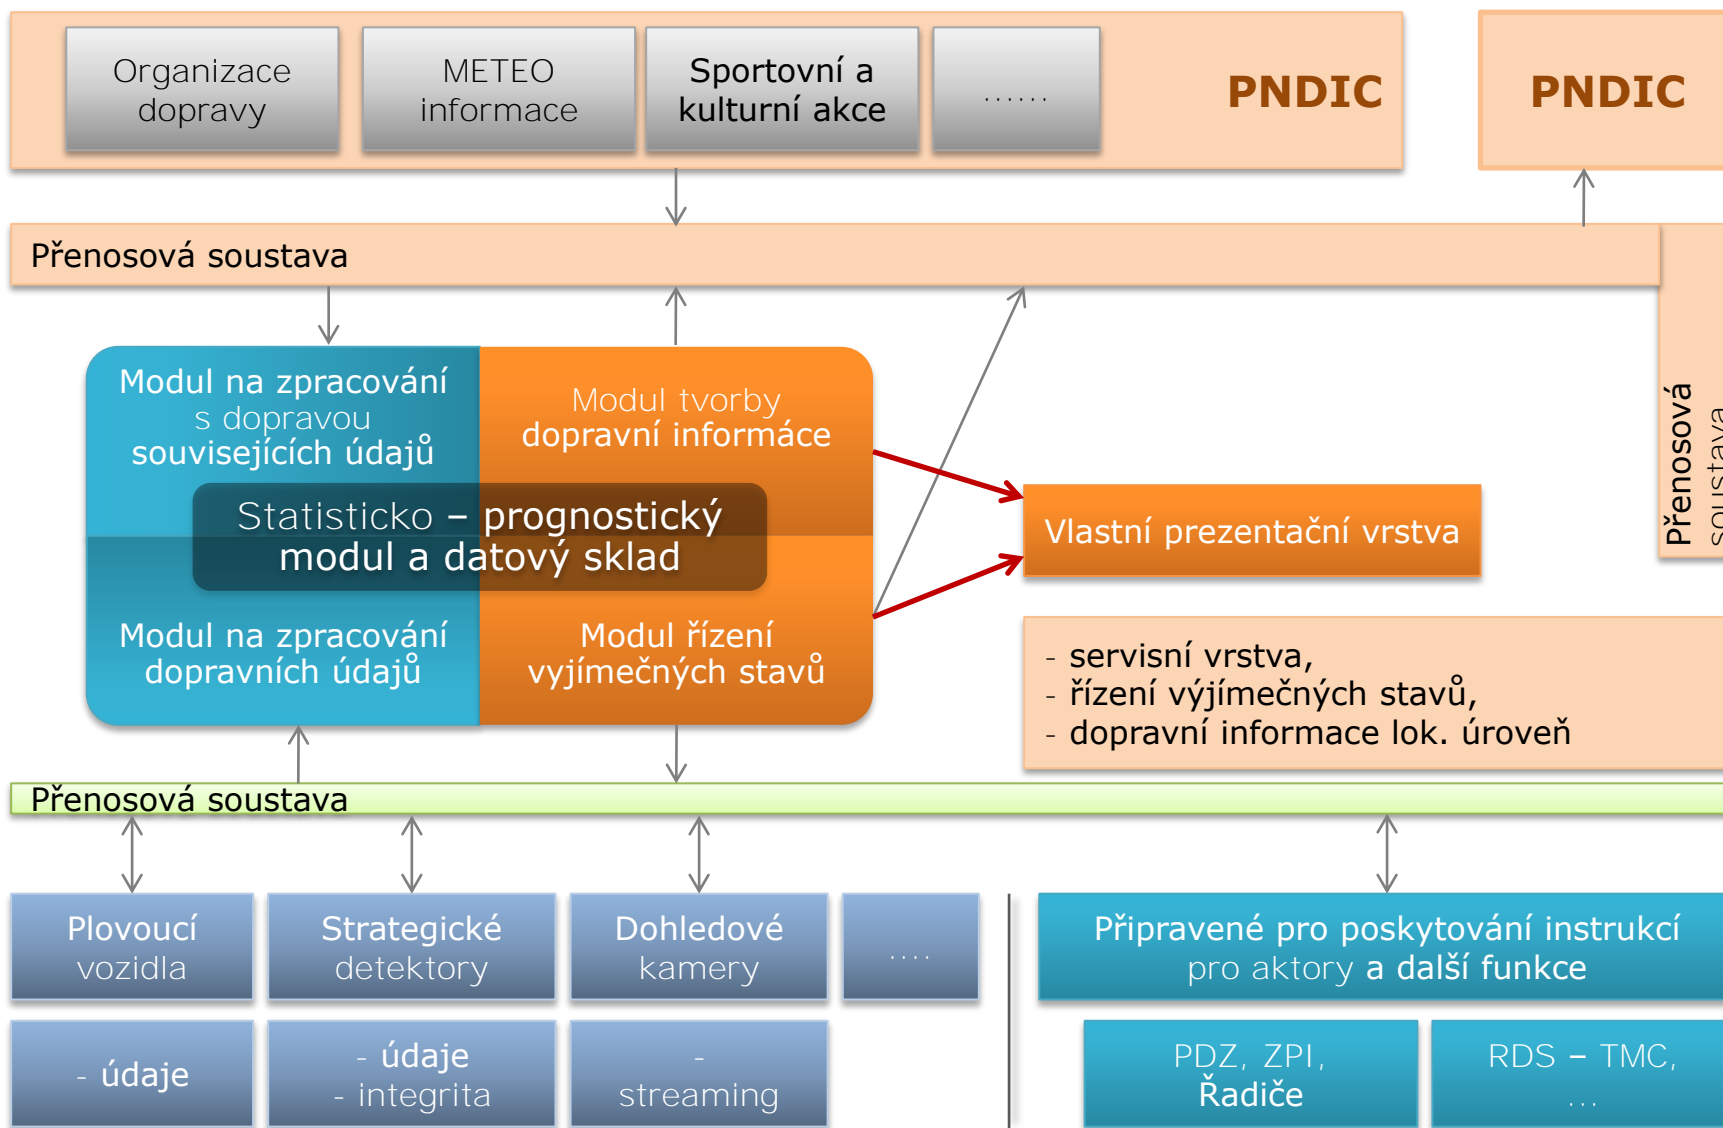 Organizace
dopravy
METEO
informace
Sportovní a
kulturní akce
......
PNDIC
PNDIC
Přenosová soustava
Přenosová
soustava
Modul na zpracování
s dopravou
souvisejících údajů
Modul tvorby
dopravní informáce
Statisticko – prognostický
modul a datový sklad
Vlastní prezentační vrstva
Modul na zpracování
dopravních údajů
Modul řízení
vyjímečných stavů
- servisní vrstva,
- řízení výjímečných stavů,
- dopravní informace lok. úroveň
Přenosová soustava
Plovoucí
vozidla
Strategické
detektory
Dohledové
kamery
....
Připravené pro poskytování instrukcí
pro aktory a další funkce
- údaje
- údaje
- integrita
-
streaming
PDZ, ZPI,
Řadiče
RDS – TMC,
...